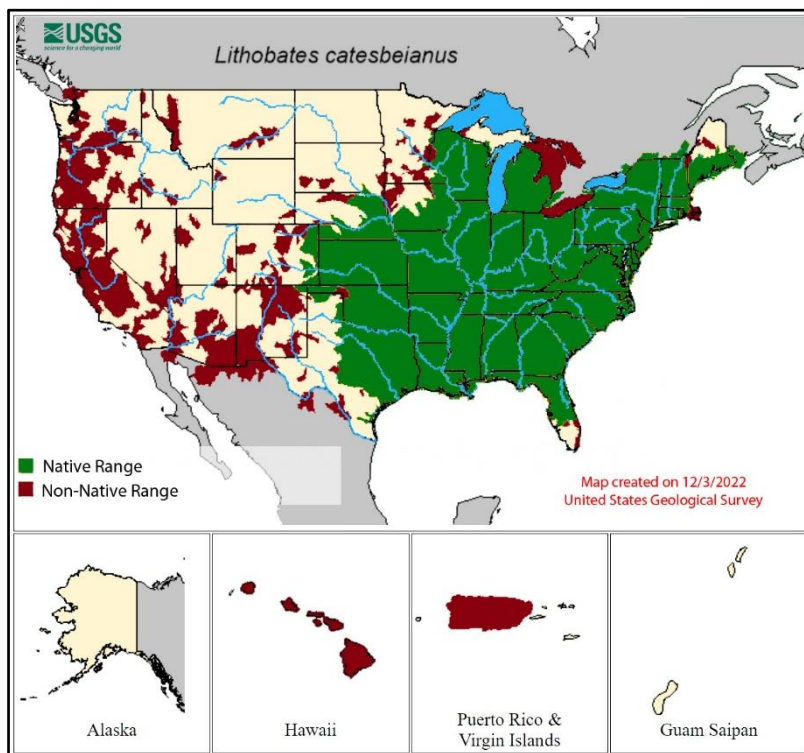 USGS
science for a changing world
Lithobates catesbeianus
Native Range
Non-Native Range
Map created on 12/3/2022
United States Geological Survey
Alaska
Hawaii
Puerto Rico &
Virgin Islands
Guam Saipan